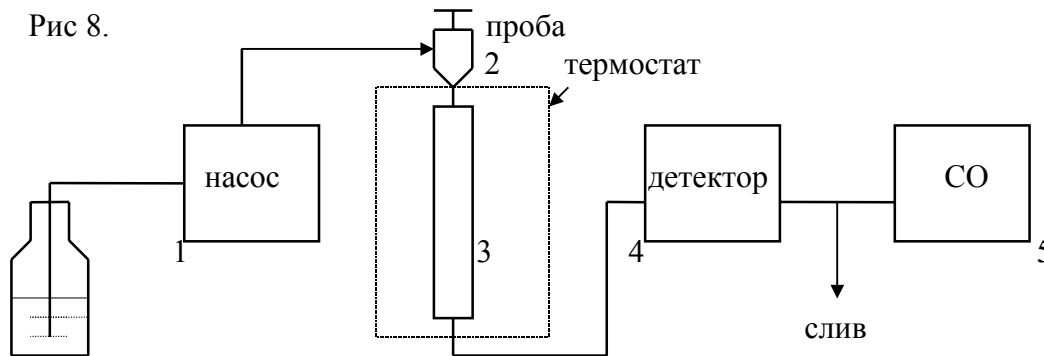 Рис 8.
проба
2
термостат
насос
детектор
СО
1
3
4
5
слив